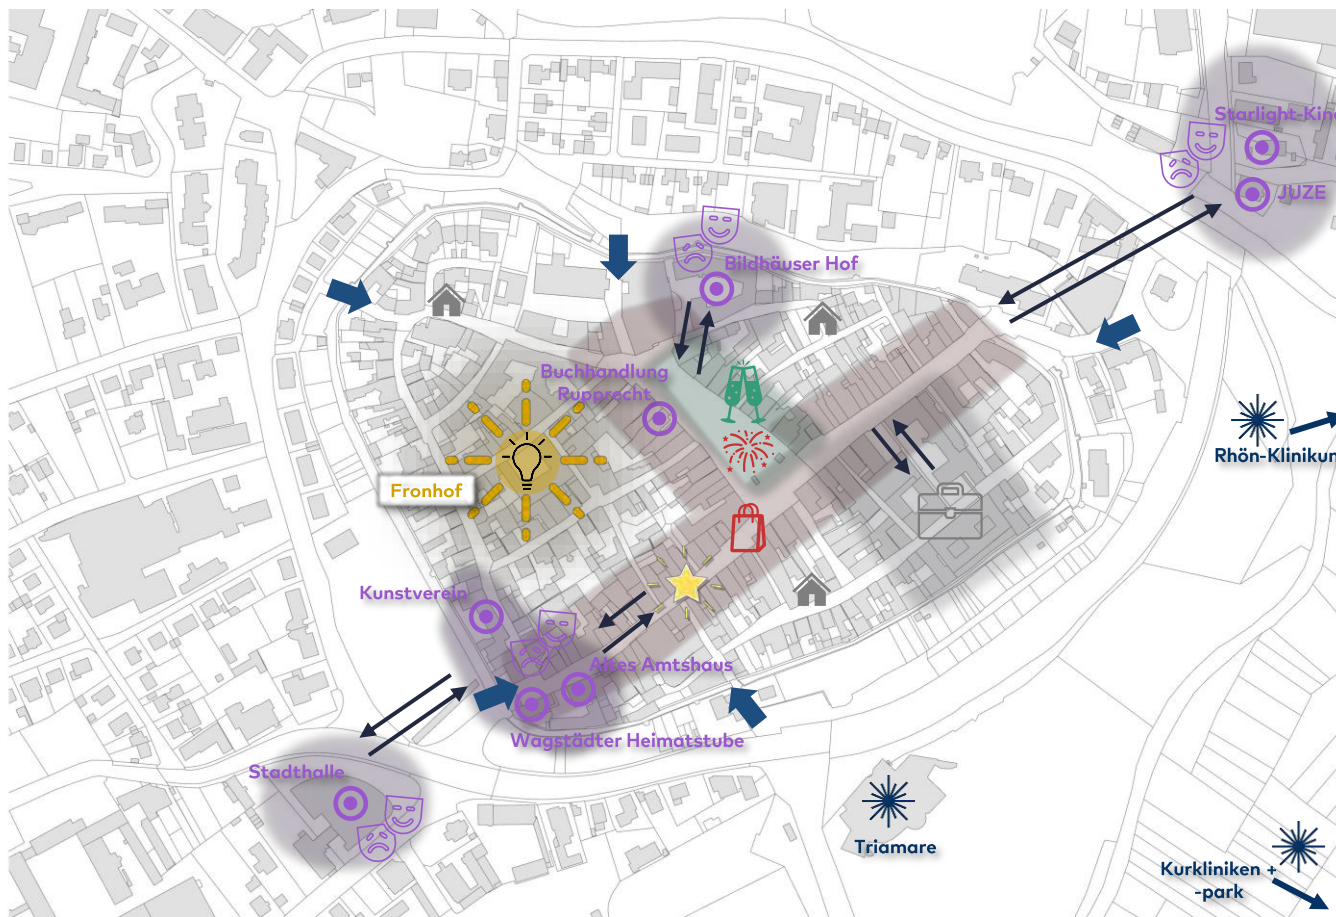 Starlight-Kin
JUZE
Bildhäuser Hof
Buchhandlung
Rupprecht
Rhön-Klinikum
Fronhof
Kunstverein
Altes Amtshaus
Wagstädter Heimatstube
Stadthalle
Triamare
Kurkliniken +
-park